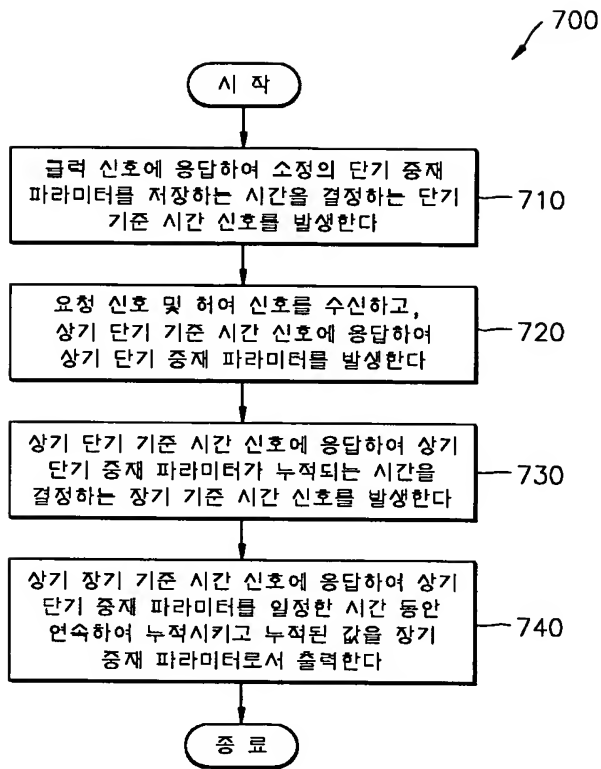 700
시 작
클럭 신호에 응답하여 소정의 단기 중재
파라미터를 저장하는 시간을 결정하는 단기
기준 시간 신호를 발생한다
710
요청 신호 및 허여 신호를 수신하고,
상기 단기 기준 시간 신호에 응답하여
상기 단기 중재 파라미터를 발생한다
720
상기 단기 기준 시간 신호에 응답하여 상기
단기 중재 파라미터가 누적되는 시간을
결정하는 장기 기준 시간 신호를 발생한다
730
상기 장기 기준 시간 신호에 응답하여 상기
단기 중재 파라미터를 일정한 시간 동안
연속하여 누적시키고 누적된 값을 장기
중재 파라미터로서 출력한다
740
종 료